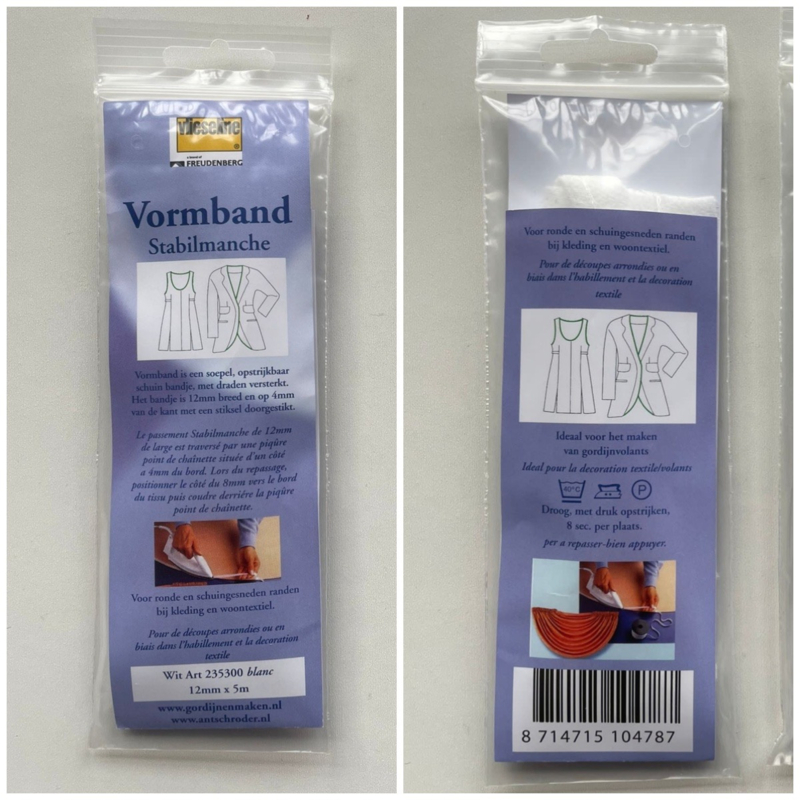 Vlieseline
a brand of
FREUDENBERG
Vormband
Stabilmanche
Vormband is een soepel, opstrijkbaar
schuin bandje, met draden versterkt.
Het bandje is 12mm breed en op 4mm
van de kant met een stiksel doorgestikt.
Le passement Stabilmanche de 12mm
de large est traversé par une piqûre
point de chaînette située d'un côté
a 4mm du bord. Lors du repassage,
positionner le côté du 8mm vers le bord
du tissu puis coudre derrière la piqûre
point de chaînette.
Voor ronde en schuingesneden randen
bij kleding en woontextiel.
Pour de découpes arrondies ou en
biais dans l'habillement et la decoration
textile
Wit Art 235300 blanc
12mm x 5m
www.gordijnenmaken.nl
www.antschroder.nl
Voor ronde en schuingesneden randen
bij kleding en woontextiel.
Pour de découpes arrondies ou en
biais dans l'habillement et la decoration
textile
Ideaal voor het maken
van gordijnvolants
Ideal pour la decoration textile/volants
40°C
P
Droog, met druk opstrijken,
8 sec. per plaats.
per a repasser-bien appuyer.
8 714715 104787